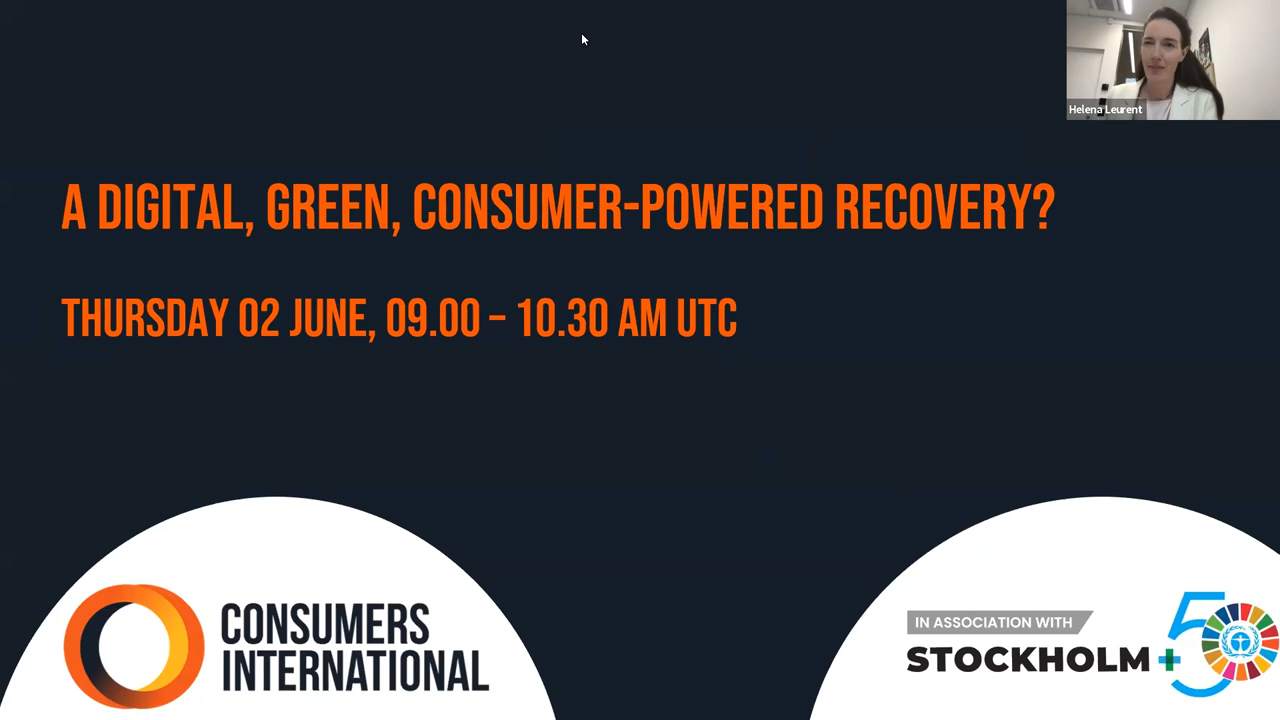 Helena Leurent
A DIGITAL, GREEN, CONSUMER-POWERED RECOVERY?
THURSDAY 02 JUNE, 09.00 – 10.30 AM UTC
CONSUMERS
INTERNATIONAL
IN ASSOCIATION WITH
STOCKHOLM+50